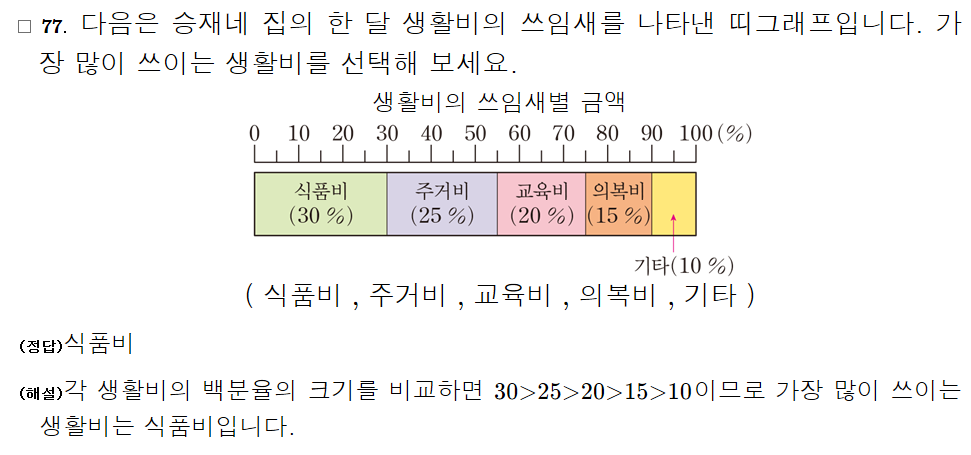 □ 77. 다음은 승재네 집의 한 달 생활비의 쓰임새를 나타낸 띠그래프입니다. 가
장 많이 쓰이는 생활비를 선택해 보세요.
생활비의 쓰임새별 금액
0 10 20 30 40 50 60 70 80 90 100 (%)
식품비 주거비 교육비 의복비
(30 %) (25 %) (20 %) (15 %)
기타(10 %)
( 식품비 , 주거비 , 교육비 , 의복비 , 기타 )
(정답)식품비
(해설)각 생활비의 백분율의 크기를 비교하면 30>25>20>15>10이므로 가장 많이 쓰이는
생활비는 식품비입니다.